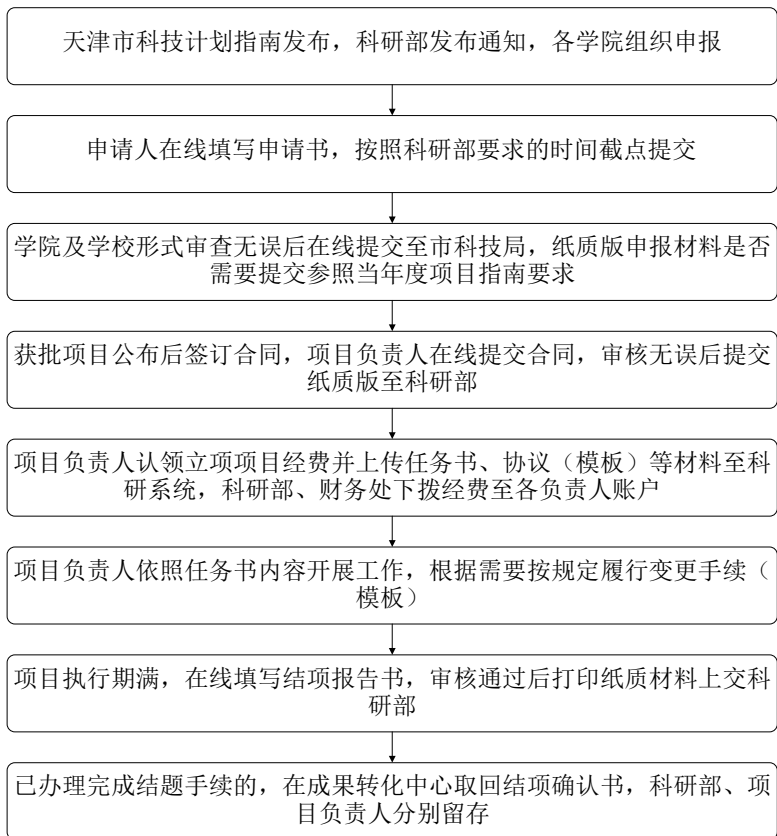 天津市科技计划指南发布，科研部发布通知，各学院组织申报
申请人在线填写申请书，按照科研部要求的时间截点提交
学院及学校形式审查无误后在线提交至市科技局，纸质版申报材料是否
需要提交参照当年度项目指南要求
获批项目公布后签订合同，项目负责人在线提交合同，审核无误后提交
纸质版至科研部
项目负责人认领立项项目经费并上传任务书、协议（模板）等材料至科
研系统，科研部、财务处下拨经费至各负责人账户
项目负责人依照任务书内容开展工作，根据需要按规定履行变更手续（
模板）
项目执行期满，在线填写结项报告书，审核通过后打印纸质材料上交科
研部
已办理完成结题手续的，在成果转化中心取回结项确认书，科研部、项
目负责人分别留存